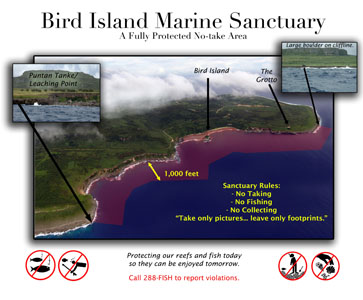 Bird Island Marine Sanctuary
A Fully Protected No-take Area
Large boulder on cliffline.
Puntan Tanke/
Leaching Point
Bird Island
The
Grotto
1,000 feet
Sanctuary Rules:
- No Taking
- No Fishing
- No Collecting
"Take only pictures... leave only footprints."
Protecting our reefs and fish today
so they can be enjoyed tomorrow.
Call 288-FISH to report violations.